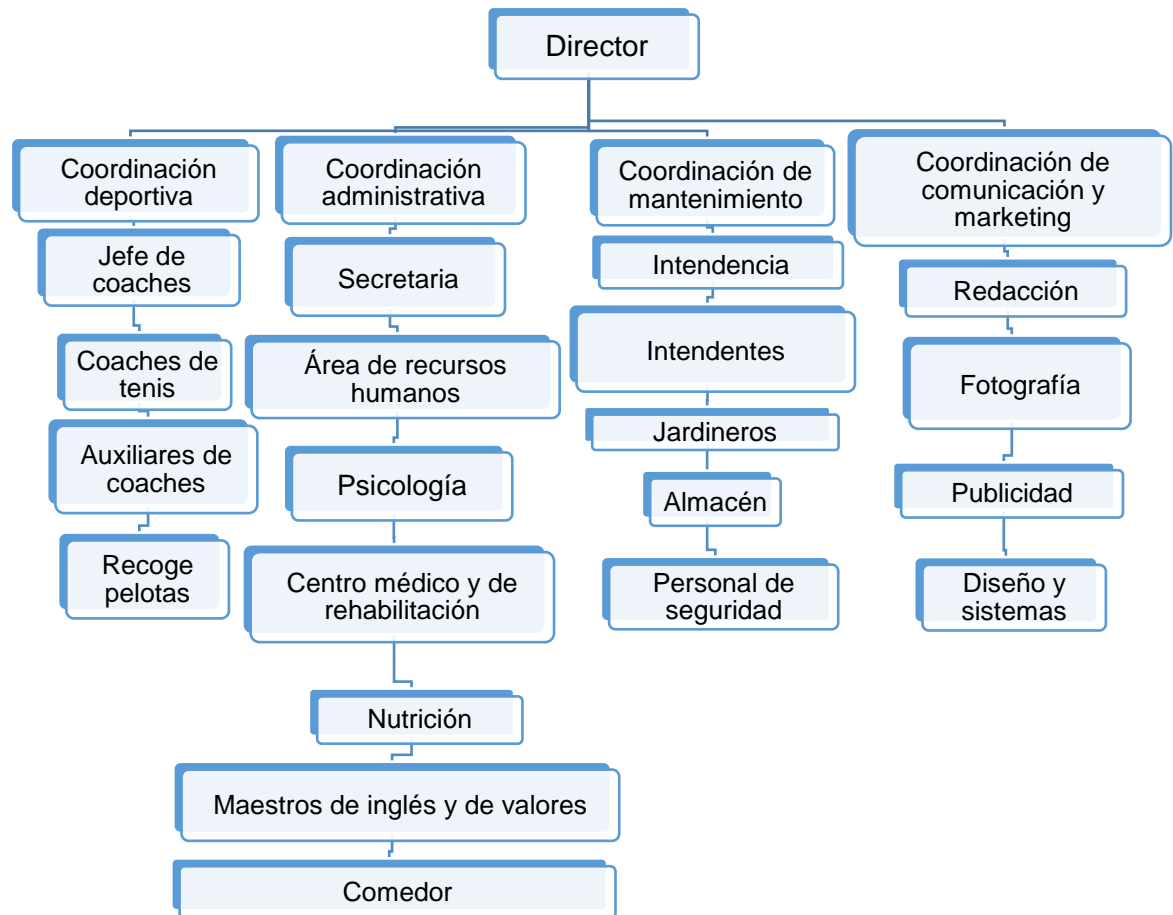 Director
Coordinación
deportiva
Jefe de
coaches
Coaches de
tenis
Auxiliares de
coaches
Recoge
pelotas
Coordinación
administrativa
Secretaria
Área de recursos
humanos
Psicología
Centro médico y de
rehabilitación
Nutrición
Maestros de inglés y de valores
Comedor
Coordinación de
mantenimiento
Intendencia
Intendentes
Jardineros
Almacén
Personal de
seguridad
Coordinación de
comunicación y
marketing
Redacción
Fotografía
Publicidad
Diseño y
sistemas